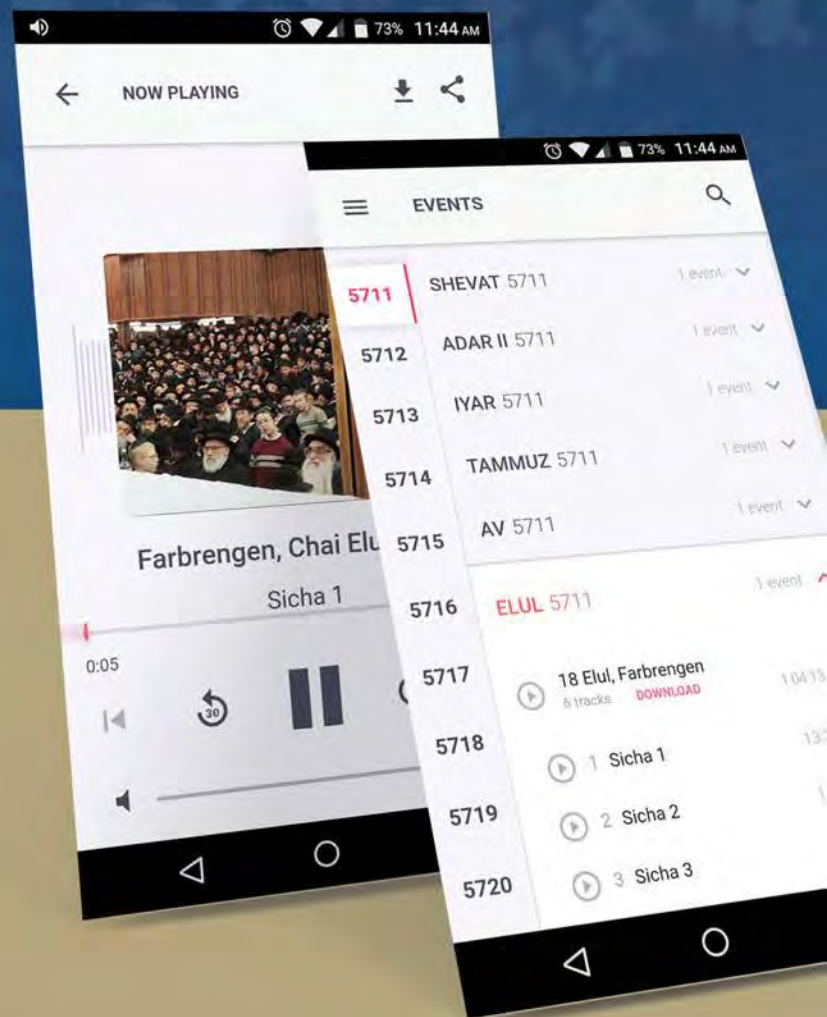 73% 11:44 AM
NOW PLAYING
Farbrengen, Chai Elu
Sicha 1
0:05
30
73% 11:44 AM
EVENTS
5711
5712
5713
5714
5715
5716
5717
5718
5719
5720
SHEVAT 5711 1 event
ADAR II 5711 1 event
IYAR 5711 1 event
TAMMUZ 5711 1 event
AV 5711 1 event
ELUL 5711 1 event
18 Elul, Farbrengen 1:04:13
6 tracks DOWNLOAD
1 Sicha 1 13:
2 Sicha 2
3 Sicha 3